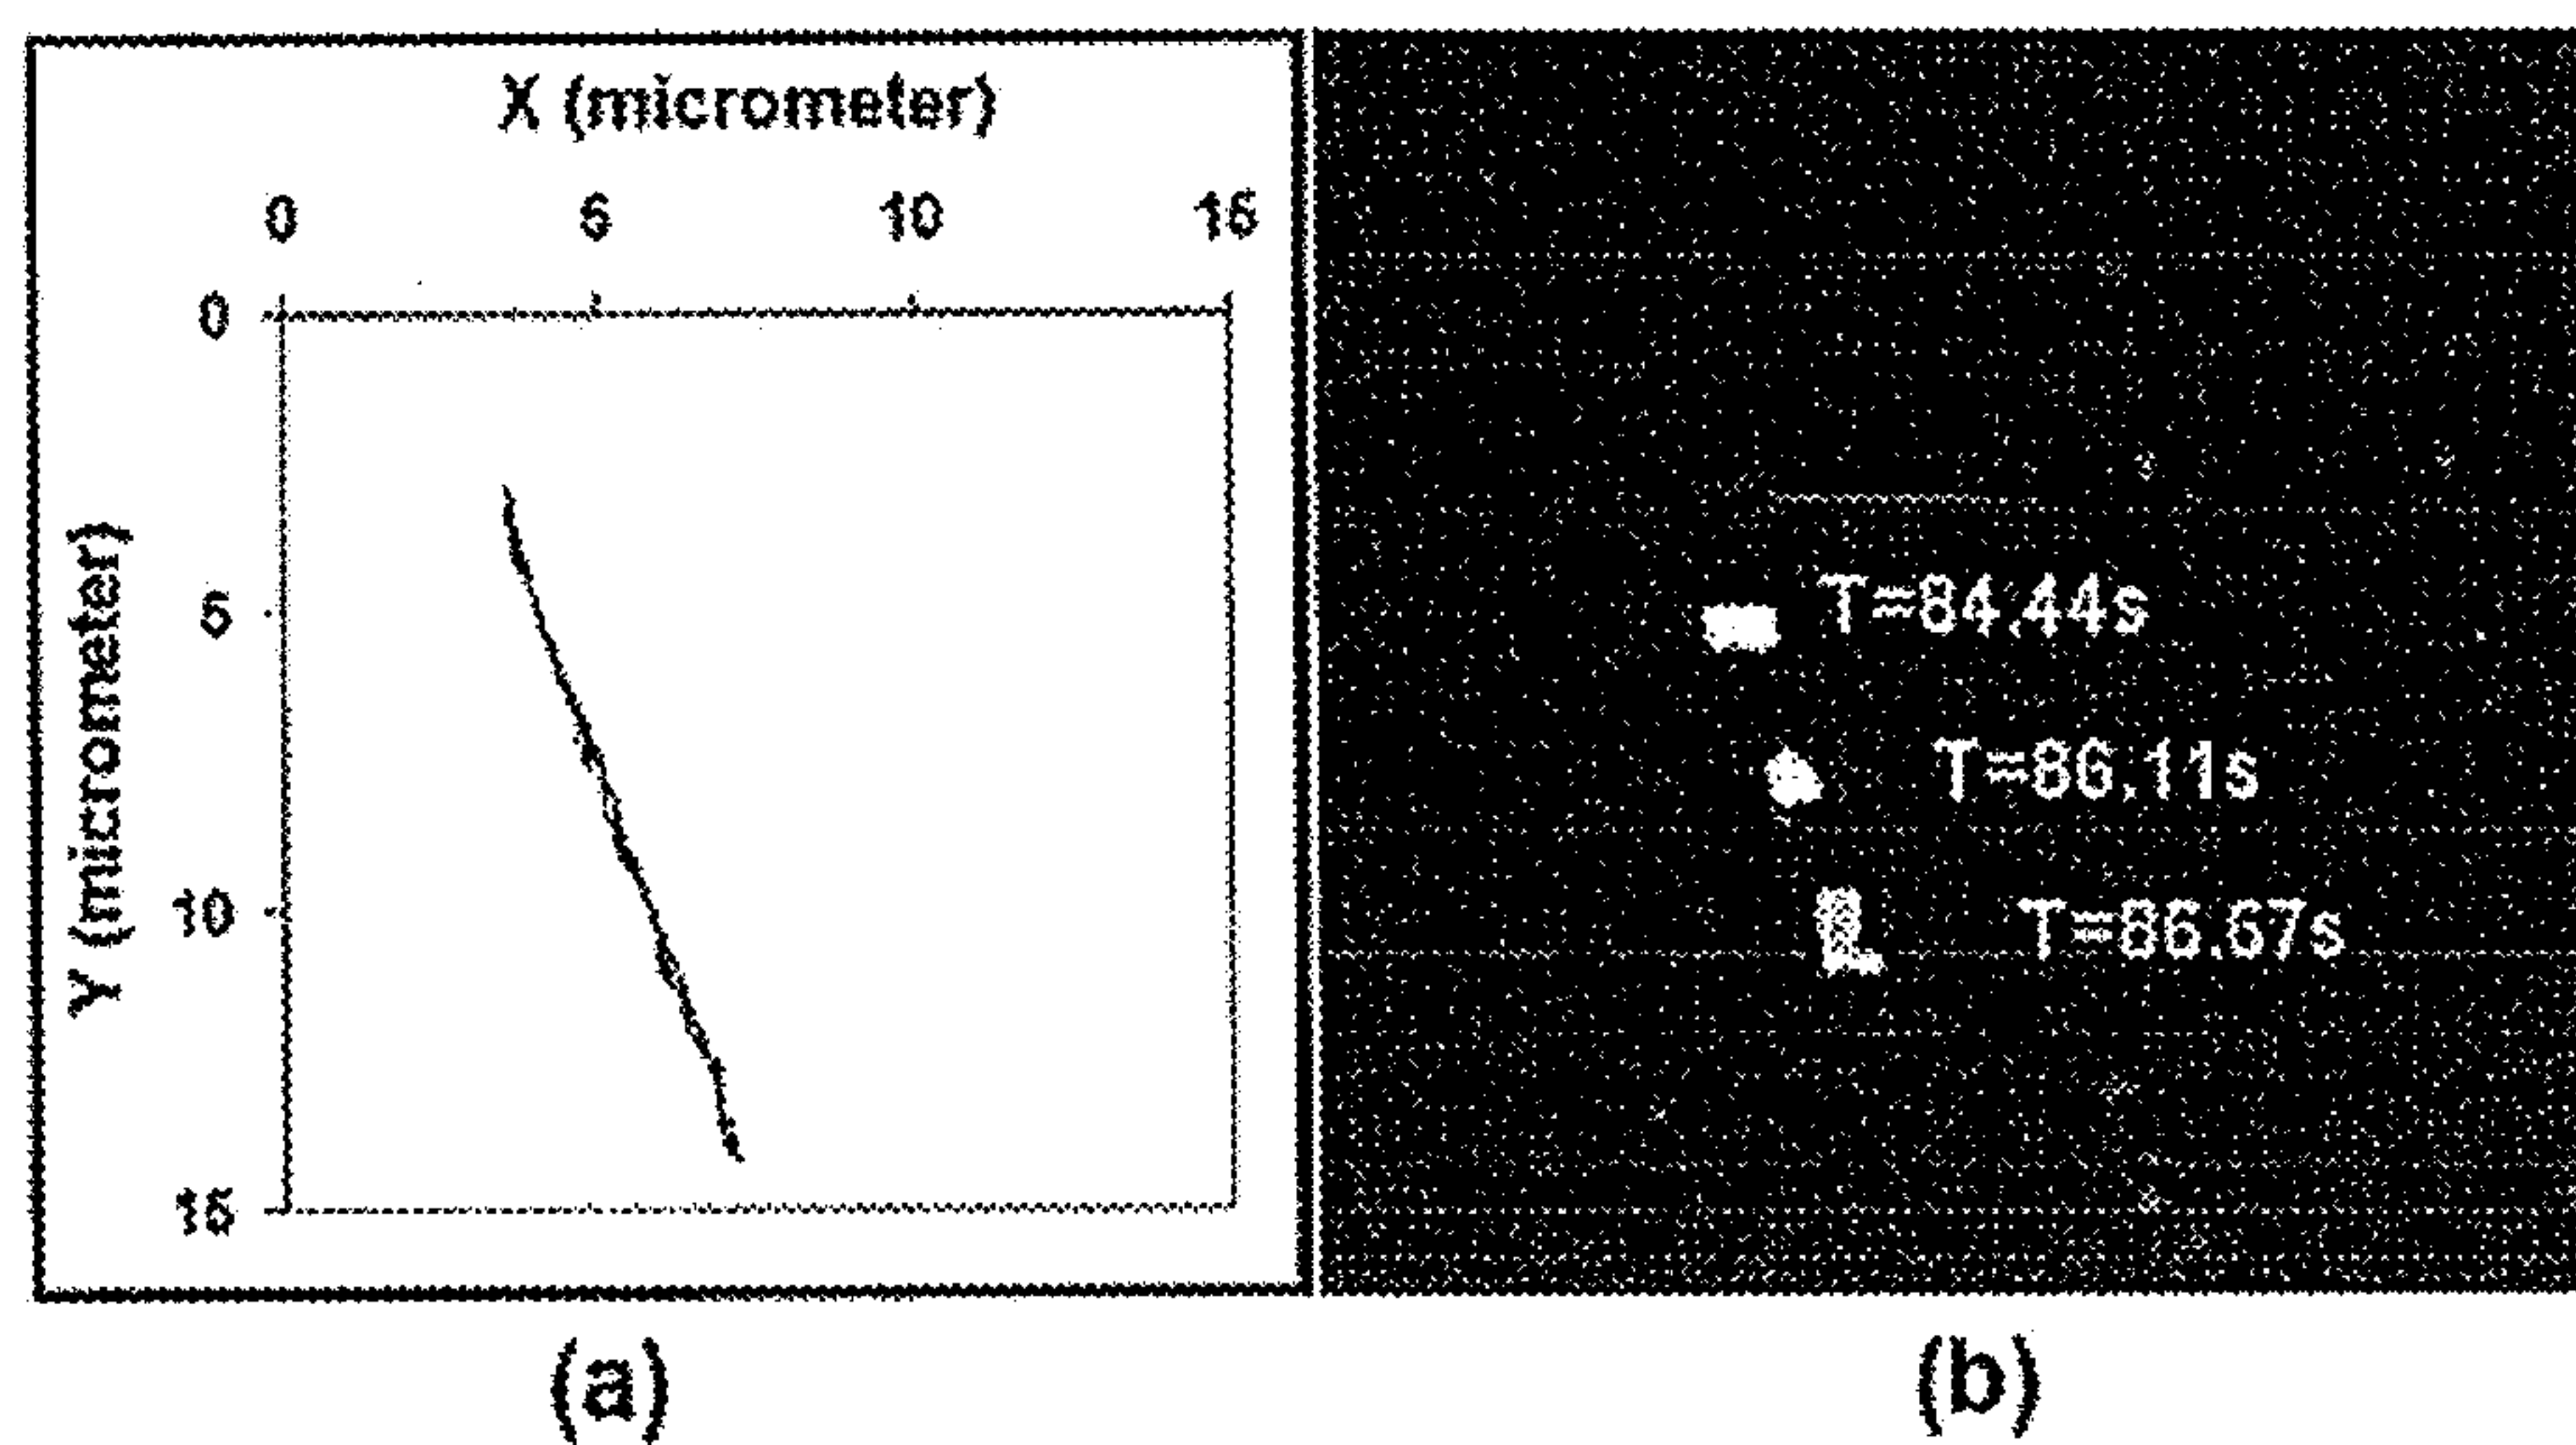 X (micrometer)
0 5 10 15
0
5
10
15
Y (micrometer)
T=84.44s
T=86.11s
T=86.67s
(a)
(b)